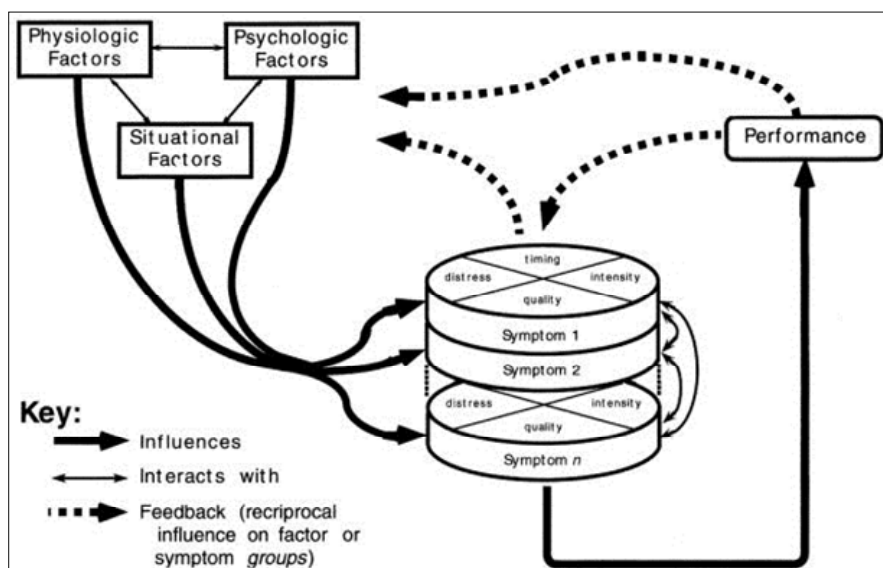 Physiologic
Factors
Psychologic
Factors
Situational
Factors
Performance
timing
distress
intensity
quality
Symptom 1
Symptom 2
distress
intensity
quality
Symptom n
Key:
Influences
Interacts with
Feedback (recriprocal
influence on factor or
symptom groups)